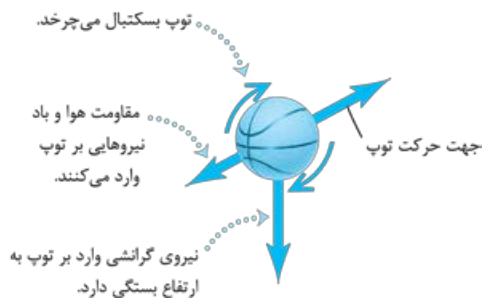 توپ بسکتبال می‌چرخد.
مقاومت هوا و باد
نیروهایی بر توپ
وارد می‌کنند.
جهت حرکت توپ
نیروی گرانشی وارد بر توپ به
ارتفاع بستگی دارد.